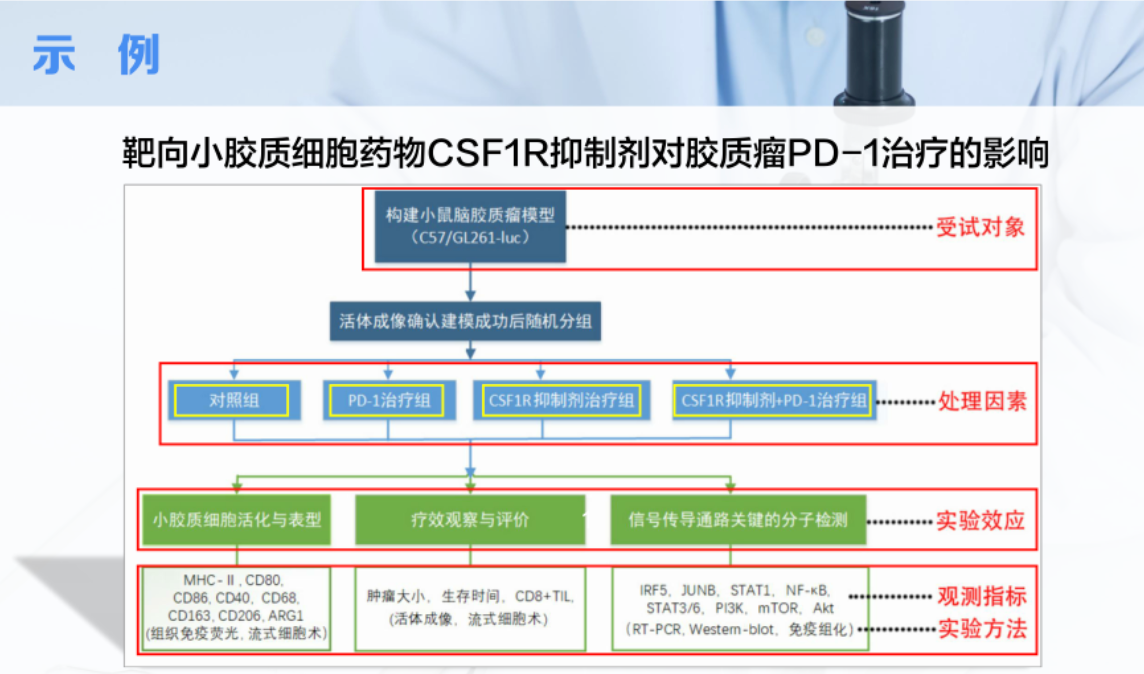 示 例
靶向小胶质细胞药物CSF1R抑制剂对胶质瘤PD-1治疗的影响
构建小鼠脑胶质瘤模型
（C57/GL261-luc）
受试对象
活体成像确认建模成功后随机分组
对照组
PD-1治疗组
CSF1R抑制剂治疗组
CSF1R抑制剂+PD-1治疗组
处理因素
小胶质细胞活化与表型
疗效观察与评价
信号传导通路关键的分子检测
实验效应
MHC-Ⅱ, CD80,
CD86, CD40, CD68,
CD163, CD206, ARG1
(组织免疫荧光, 流式细胞术)
肿瘤大小、生存时间、CD8+TIL,
(活体成像、流式细胞术)
IRF5、JUNB、STAT1、NF-κB、
STAT3/6、PI3K、mTOR、Akt
（RT-PCR, Western-blot、免疫组化）
观测指标
实验方法